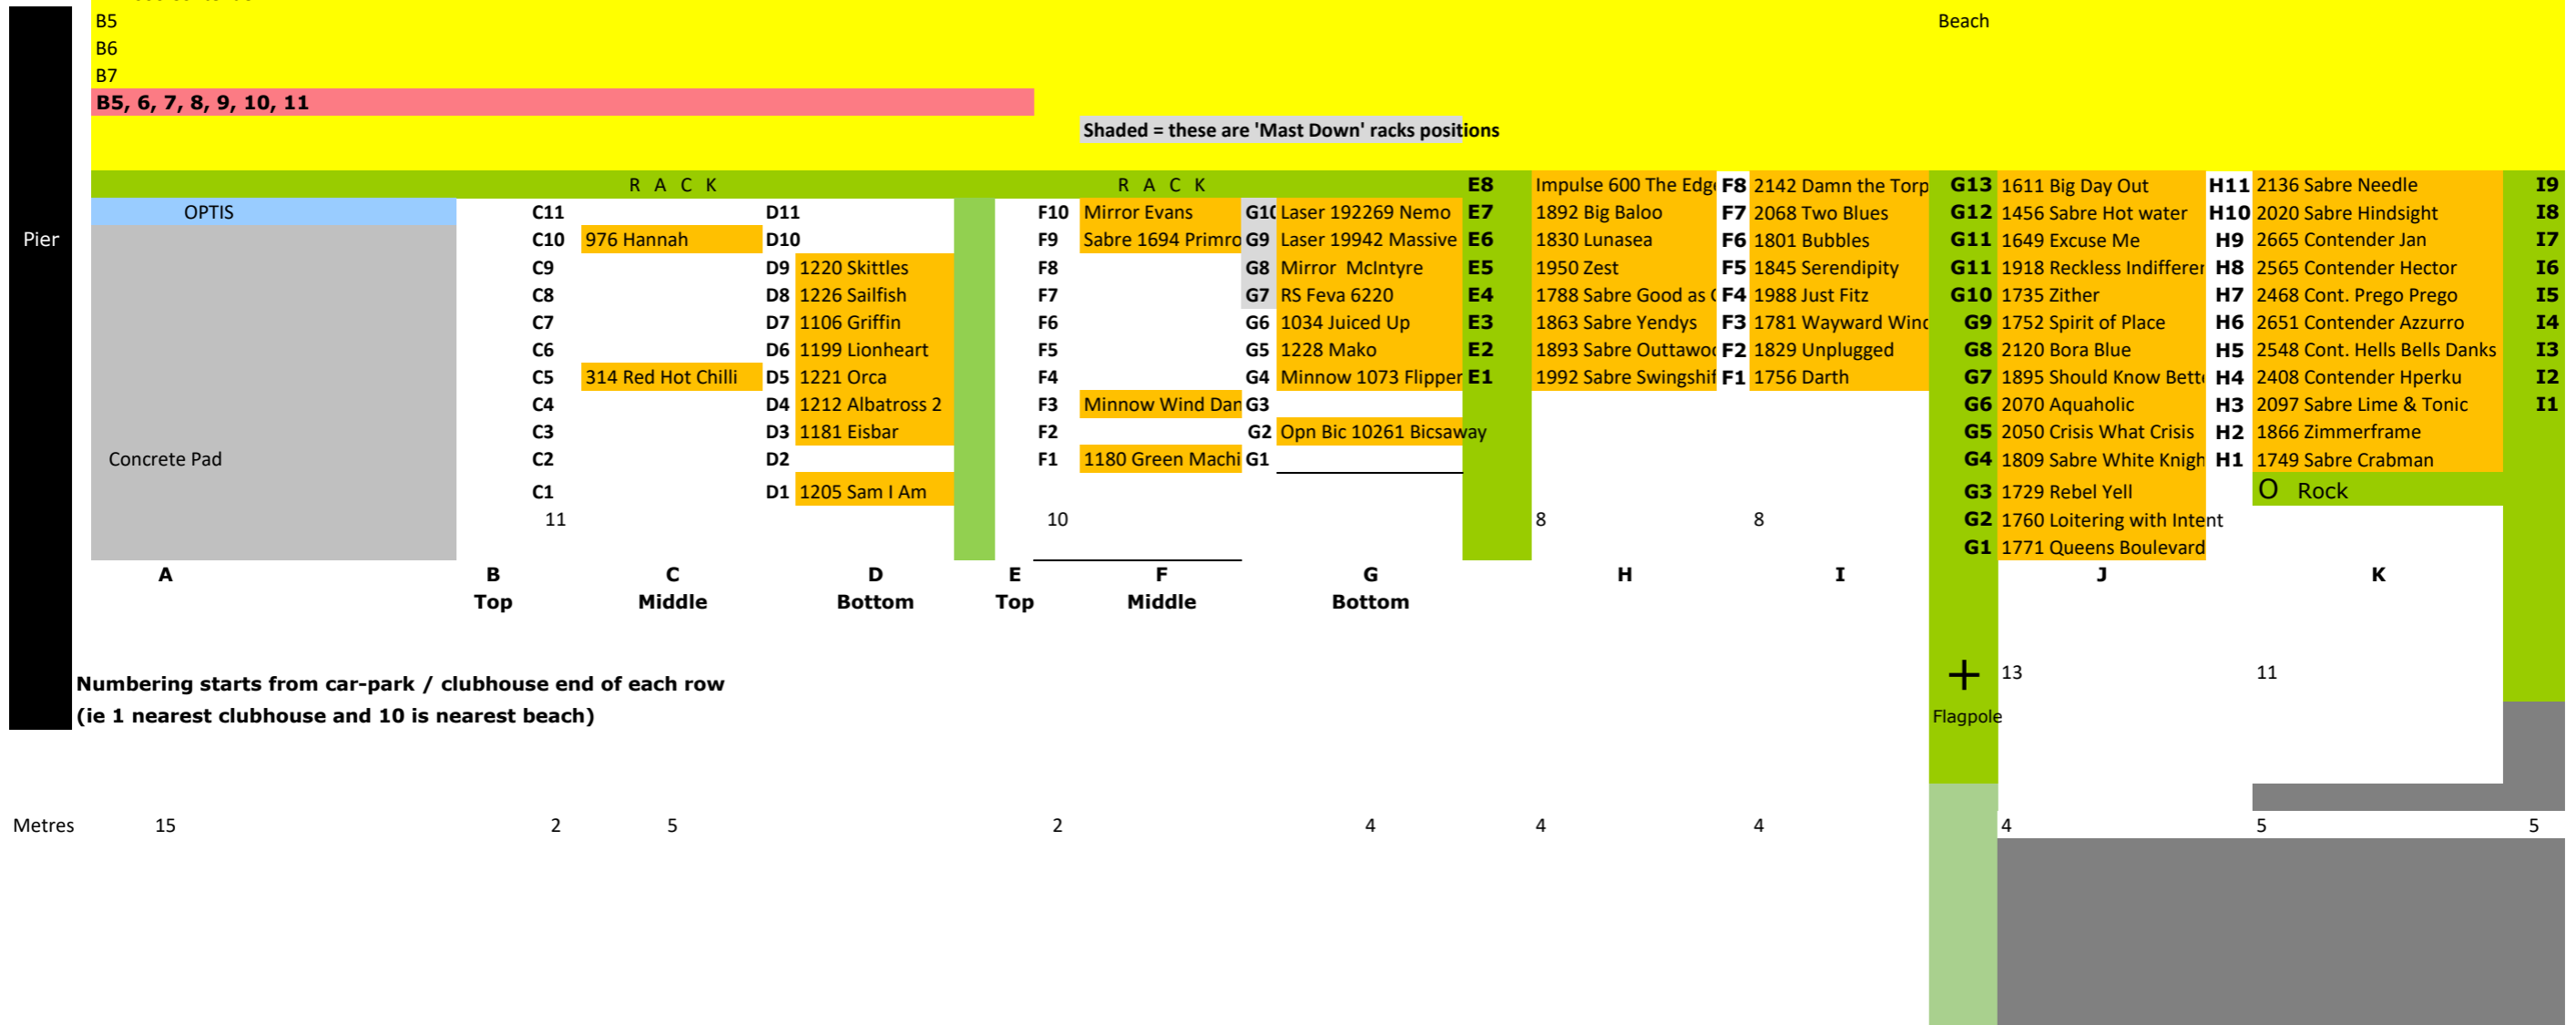 B5 Beach
B6
B7
B5, 6, 7, 8, 9, 10, 11
Shaded = these are 'Mast Down' racks positions
R A C K R A C K E8 Impulse 600 The Edg F8 2142 Damn the Torp G13 1611 Big Day Out H11 2136 Sabre Needle I9
OPTIS C11 D11 F10 Mirror Evans G10 Laser 192269 Nemo E7 1892 Big Baloo F7 2068 Two Blues G12 1456 Sabre Hot water H10 2020 Sabre Hindsight I8
Pier C10 976 Hannah D10 F9 Sabre 1694 Primro G9 Laser 19942 Massive E6 1830 Lunasea F6 1801 Bubbles G11 1649 Excuse Me H9 2665 Contender Jan I7
C9 D9 1220 Skittles F8 G8 Mirror McIntyre E5 1950 Zest F5 1845 Serendipity G11 1918 Reckless Indifferer H8 2565 Contender Hector I6
C8 D8 1226 Sailfish F7 G7 RS Feva 6220 E4 1788 Sabre Good as F4 1988 Just Fitz G10 1735 Zither H7 2468 Cont. Prego Prego I5
C7 D7 1106 Griffin F6 G6 1034 Juiced Up E3 1863 Sabre Yendys F3 1781 Wayward Wind G9 1752 Spirit of Place H6 2651 Contender Azzurro I4
C6 D6 1199 Lionheart F5 G5 1228 Mako E2 1893 Sabre Outtawoo F2 1829 Unplugged G8 2120 Bora Blue H5 2548 Cont. Hells Bells Danks I3
C5 314 Red Hot Chilli D5 1221 Orca F4 G4 Minnow 1073 Flipper E1 1992 Sabre Swingshif F1 1756 Darth G7 1895 Should Know Bett H4 2408 Contender Hperku I2
C4 D4 1212 Albatross 2 F3 Minnow Wind Dan G3 G6 2070 Aquaholic H3 2097 Sabre Lime & Tonic I1
C3 D3 1181 Eisbar F2 G2 Opn Bic 10261 Bicsaway G5 2050 Crisis What Crisis H2 1866 Zimmerframe
Concrete Pad C2 D2 F1 1180 Green Machi G1 G4 1809 Sabre White Knigh H1 1749 Sabre Crabman
C1 D1 1205 Sam I Am G3 1729 Rebel Yell O Rock
11 10 8 8 G2 1760 Loitering with Intent
G1 1771 Queens Boulevard
A B C D E F G H I J K
Top Middle Bottom Top Middle Bottom
+ 13 11
Numbering starts from car-park / clubhouse end of each row
(ie 1 nearest clubhouse and 10 is nearest beach) Flagpole
Metres 15 2 5 2 4 4 4 4 5 5